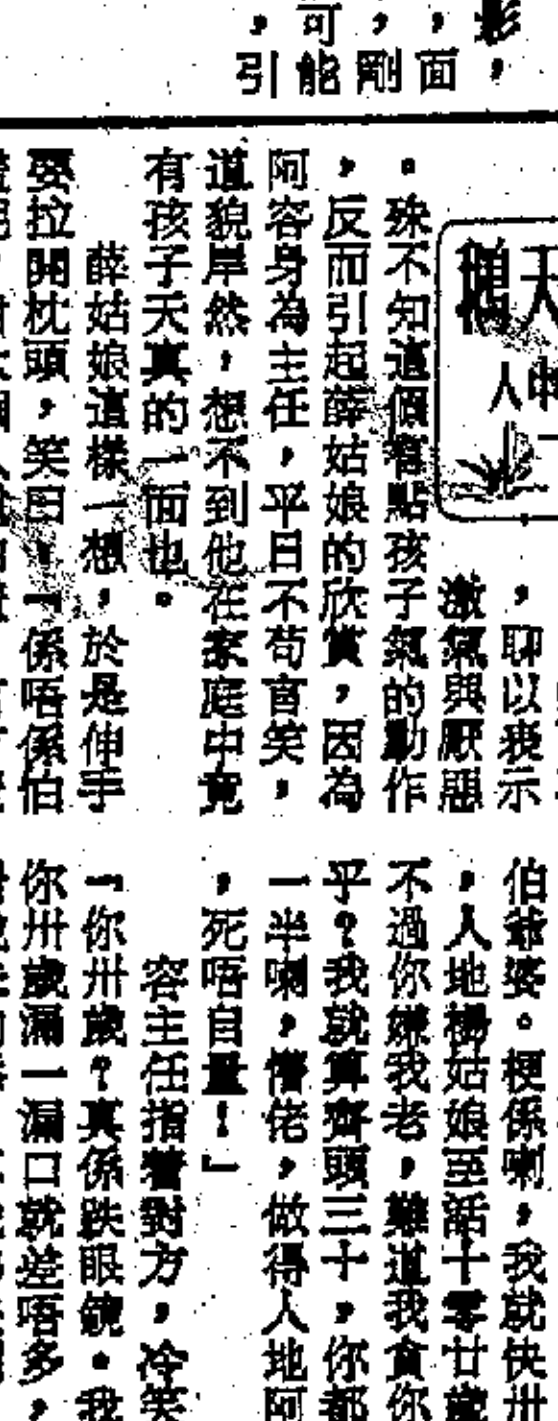 影，
，面
，剛
可能
，引
天
鵝
中
人
，聊以表示
激氣與厭惡
。殊不知這個有點孩子氣的動作
，反而引起薛姑娘的欣賞，因為
阿容身為主任，平日不苟言笑，
道貌岸然，想不到他在家庭中竟
有孩子天真的一面也。
薛姑娘這樣一想，於是伸手
要拉開枕頭，笑曰：「係唔係怕
伯爺婆。梗係喇，我就快卅
，人地楊姑娘至話十零廿歲
不過你嫌我老，難道我貪你
乎？我就算齊頭三十，你都
一半喇，懵佬，做得人地阿
，死唔自量！」
容主任指着對方，冷笑
「你卅歲？真係跌眼鏡。我
你卅歲漏一漏口就差唔多，